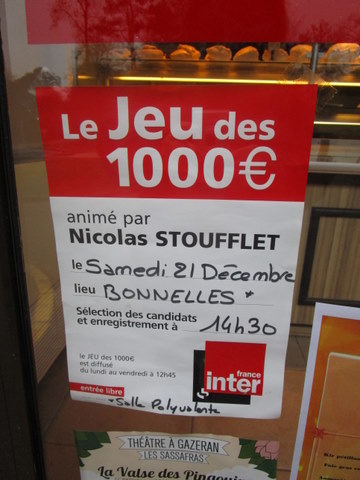 Le Jeu des
1000€
animé par
Nicolas STOUFFLET
le Samedi 21 Décembre
lieu BONNELLES *
Sélection des candidats
et enregistrement à 14h30
le JEU des 1000€
est diffusé
du lundi au vendredi à 12h45
france
inter
entrée libre
*Salle Polyvalente
THÉÂTRE À GAZERAN
LES SASSAFRAS
La Valse des Pingouins